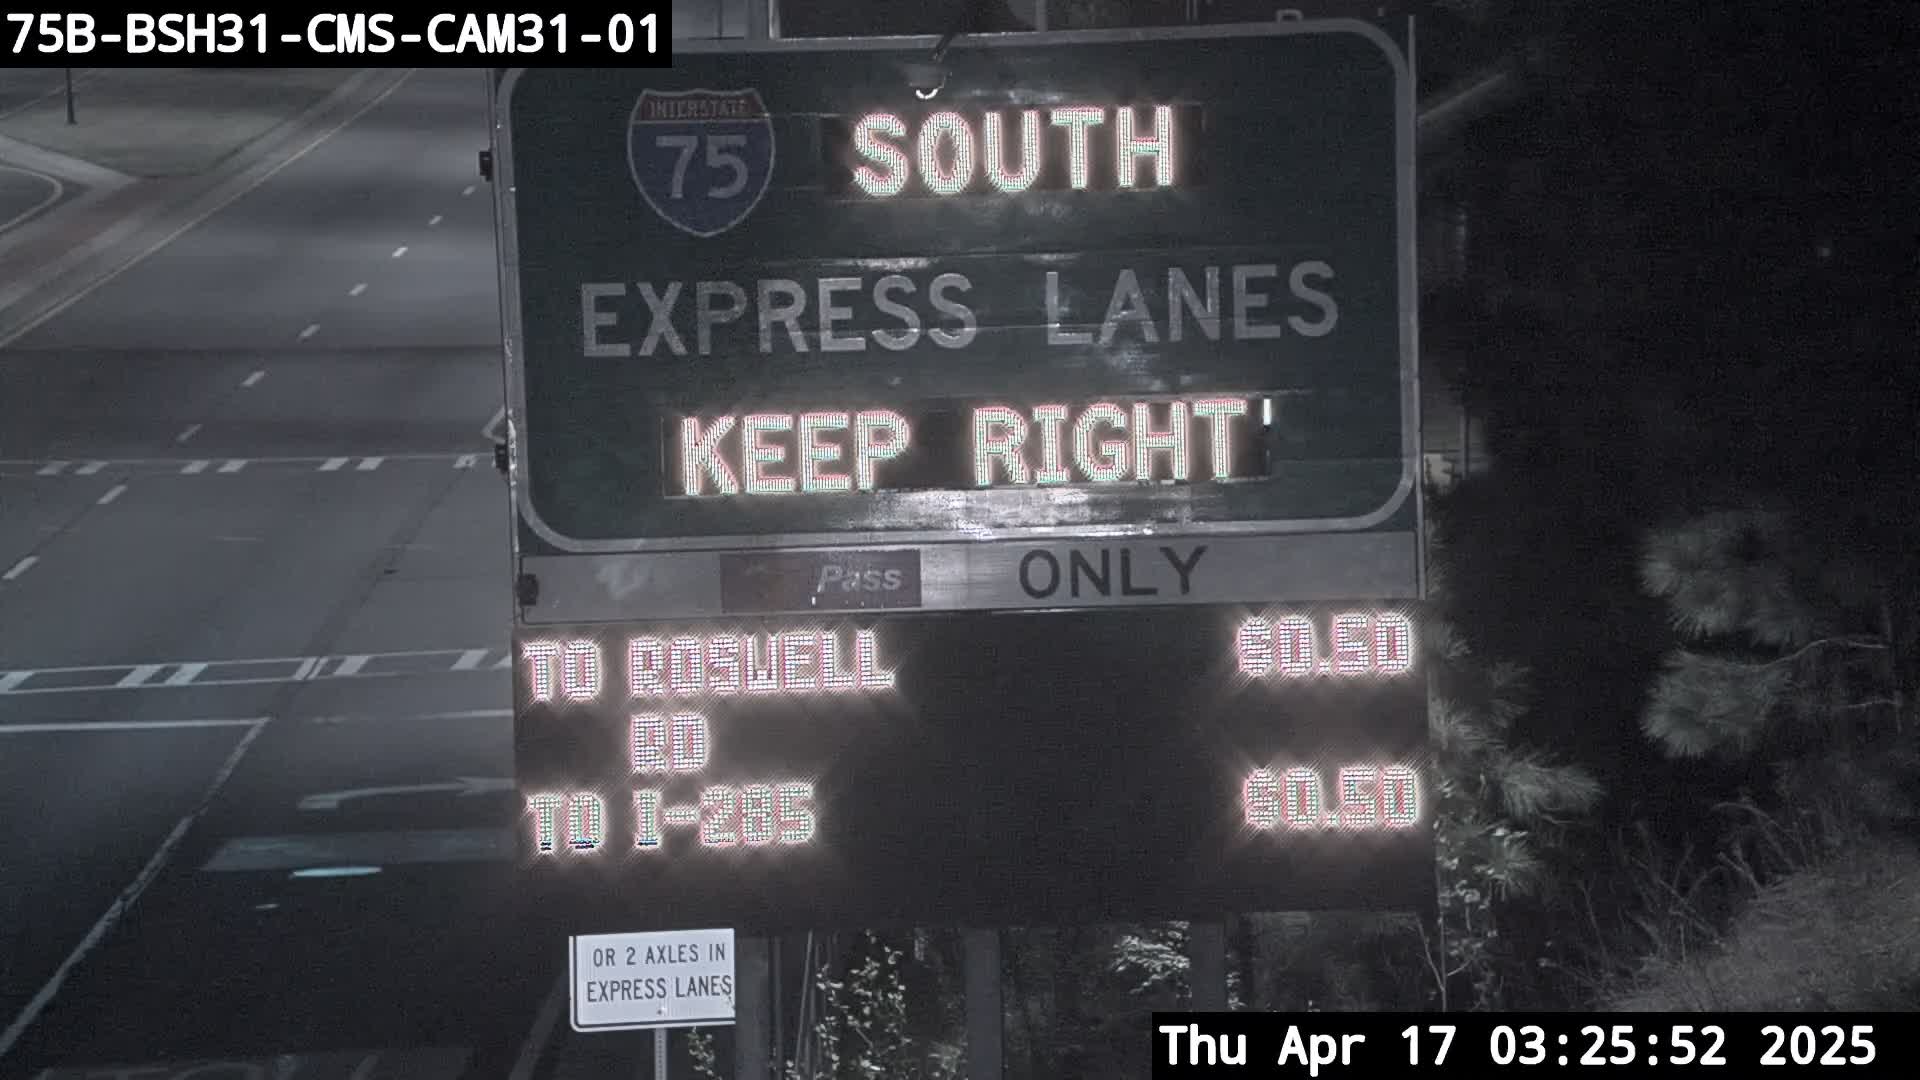 75B-BSH31-CMS-CAM31-01
INTERSTATE
75
SOUTH
EXPRESS LANES
KEEP RIGHT
Pass ONLY
TO ROSWELL $0.50
RD
TO I-285 $0.50
OR 2 AXLES IN
EXPRESS LANES
Thu Apr 17 03:25:52 2025